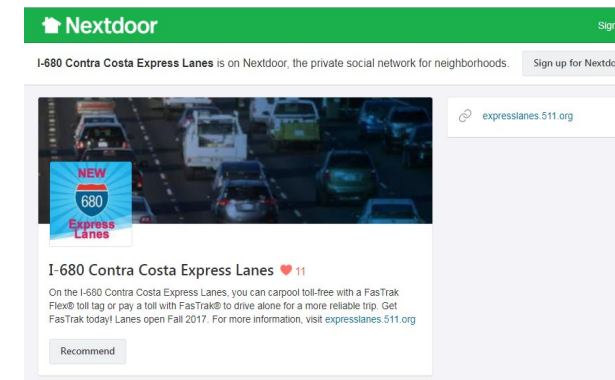 Nextdoor
Sign
I-680 Contra Costa Express Lanes is on Nextdoor, the private social network for neighborhoods.
Sign up for Nextdo
expresslanes.511.org
NEW
680
Express
Lanes
I-680 Contra Costa Express Lanes 11
On the I-680 Contra Costa Express Lanes, you can carpool toll-free with a FasTrak
Flex® toll tag or pay a toll with FasTrak® to drive alone for a more reliable trip. Get
FasTrak today! Lanes open Fall 2017. For more information, visit expresslanes.511.org
Recommend